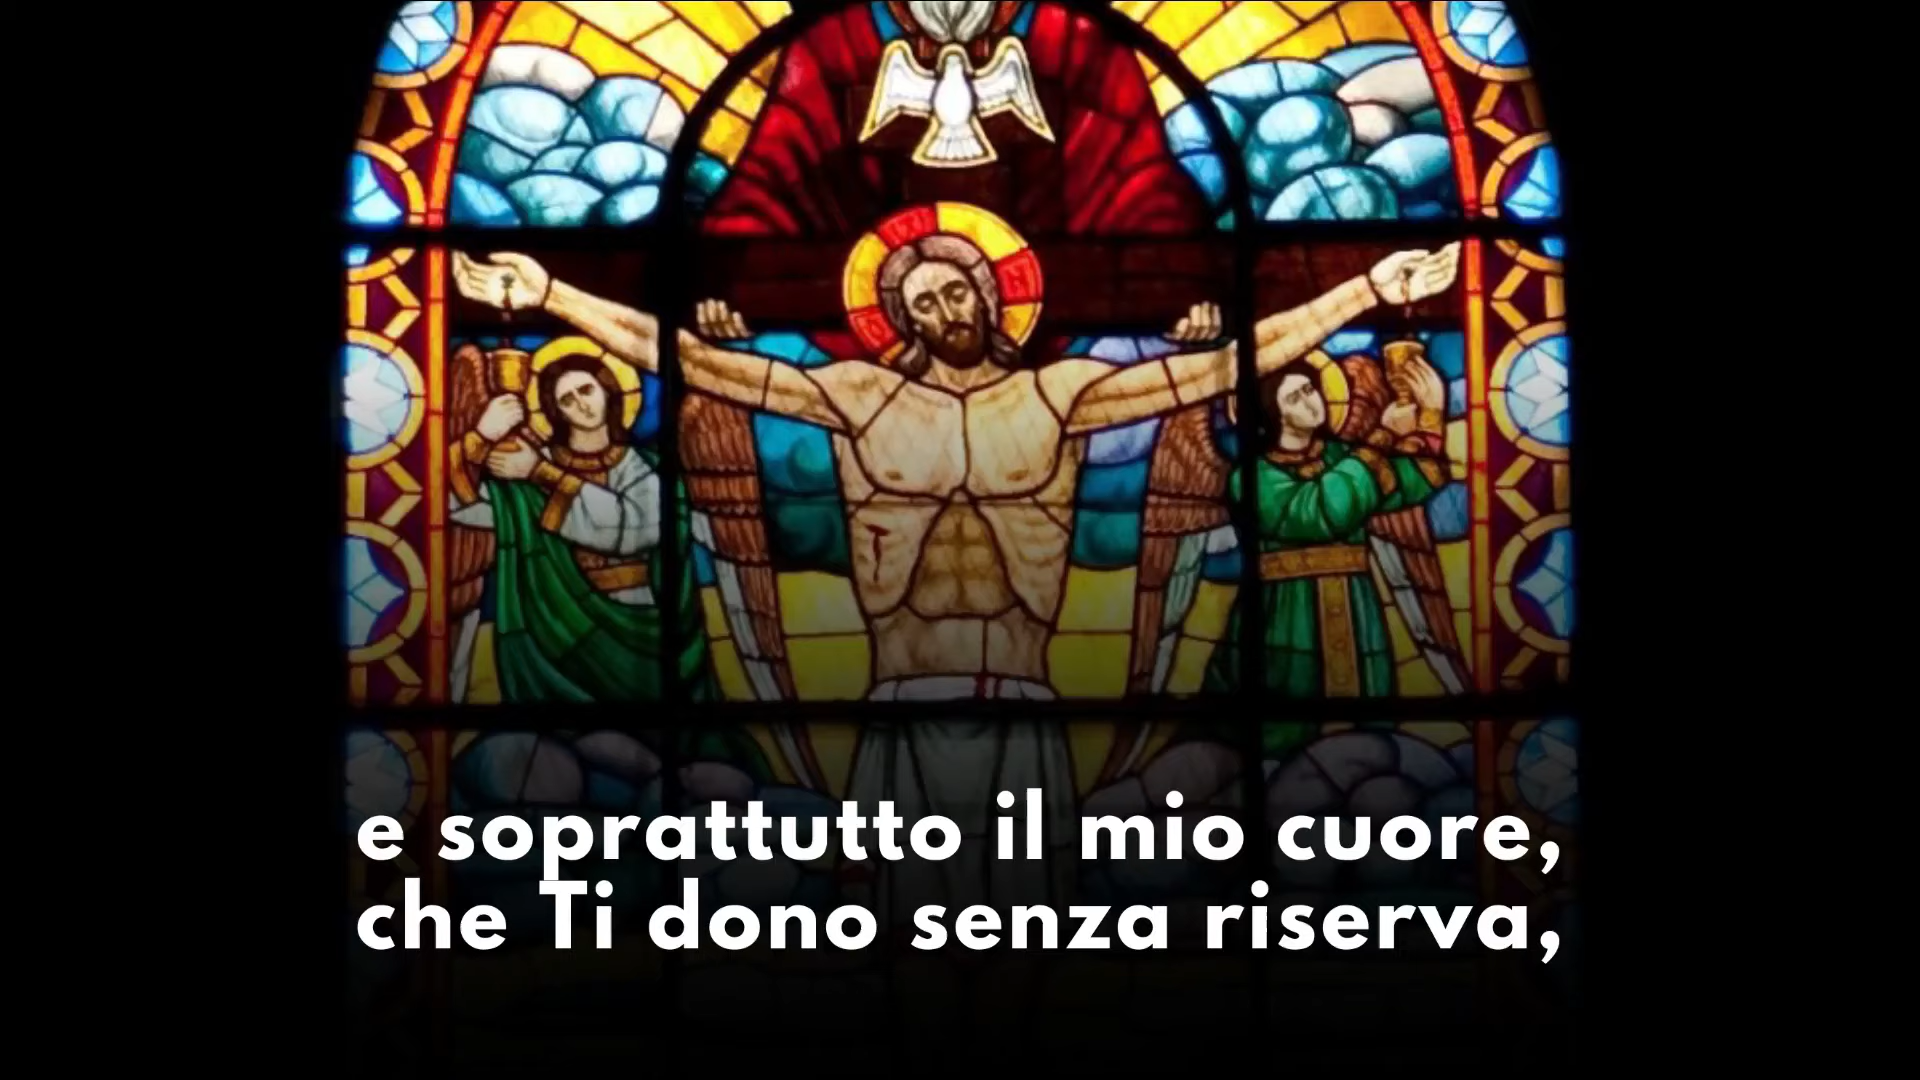 e soprattutto il mio cuore,
che Ti dono senza riserva,